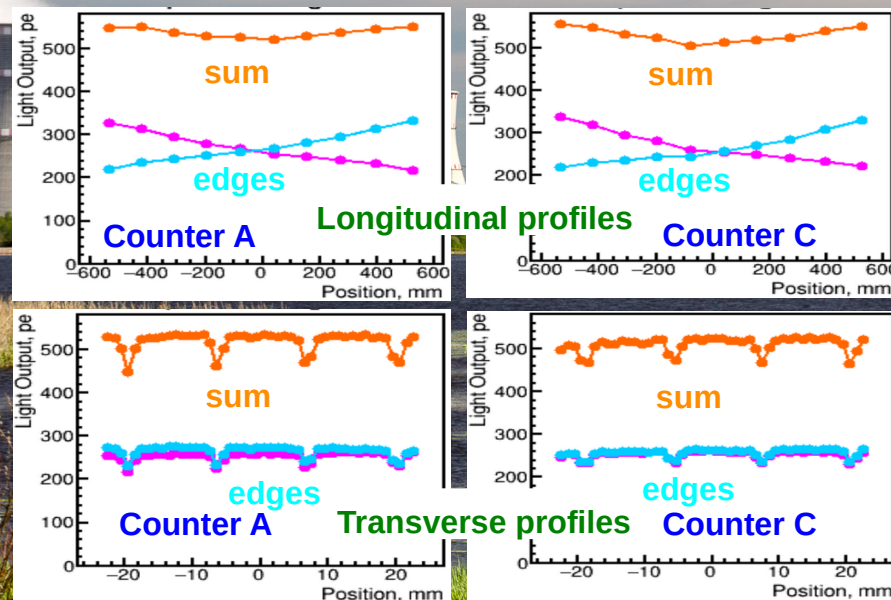 Light Output, pe
500
400
300
200
100
0
−600 −400 −200 0 200 400 600
Position, mm
sum
edges
Counter A
Light Output, pe
500
400
300
200
0
−600 −400 −200 0 200 400 600
Position, mm
sum
edges
Counter C
Longitudinal profiles
Light Output, pe
500
400
300
200
100
0
−20 −10 0 10 20
Position, mm
sum
edges
Counter A
Light Output, pe
500
400
300
200
0
−20 −10 0 10 20
Position, mm
sum
edges
Counter C
Transverse profiles